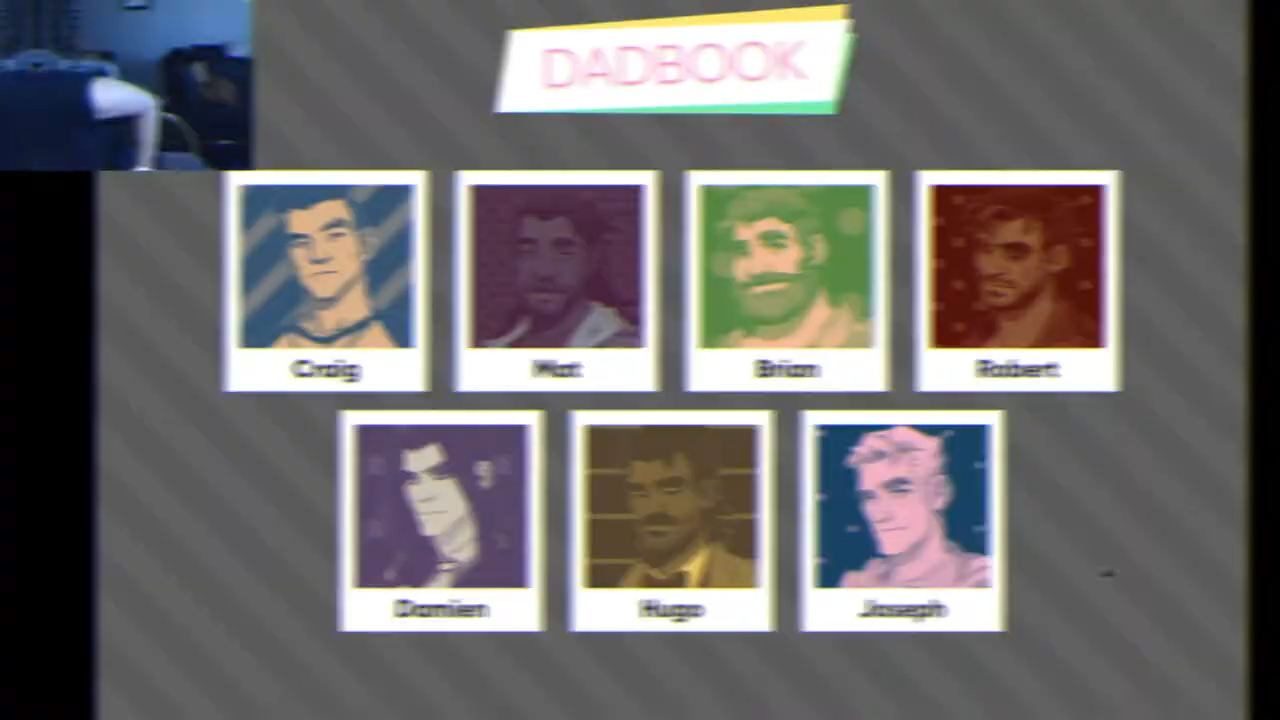 DADBOOK
Craig
Mat
Brian
Robert
Damien
Hugo
Joseph